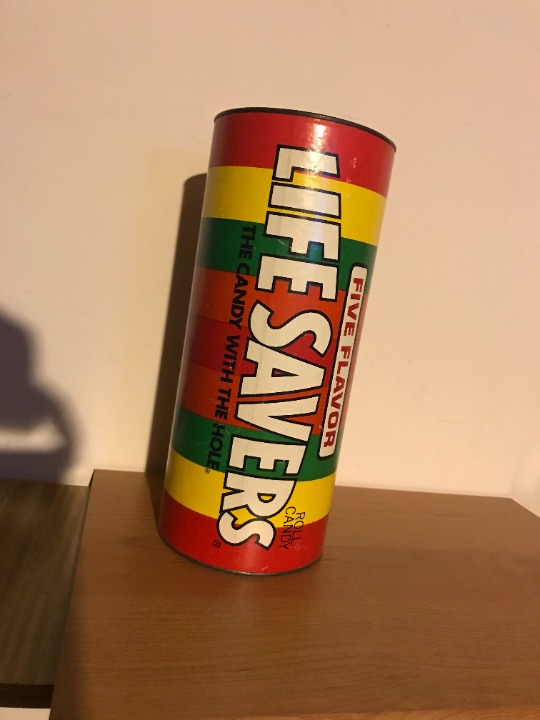 FIVE FLAVOR
LIFE SAVERS®
ROLL
CANDY
THE CANDY WITH THE HOLE®